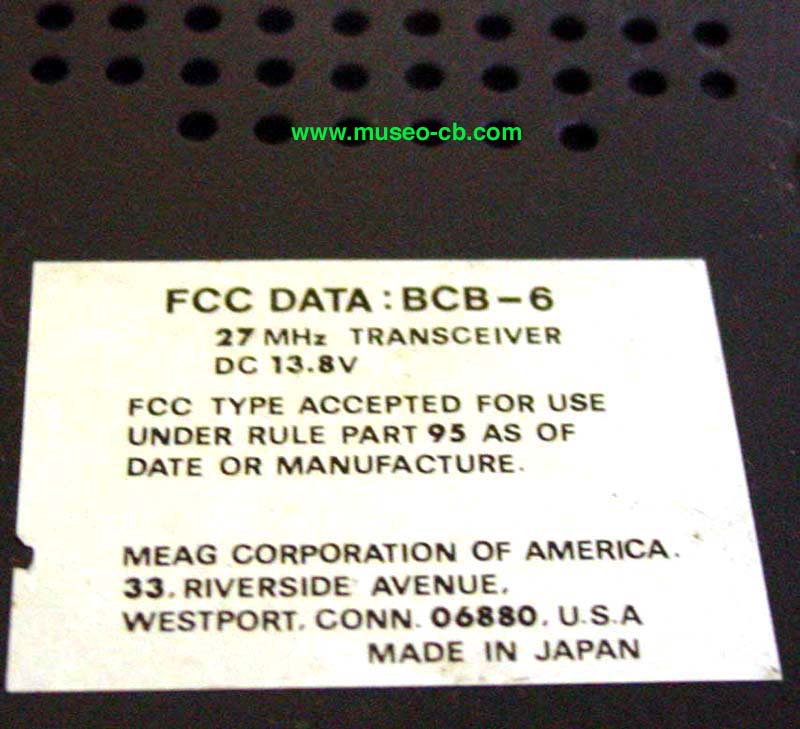 www.museo-cb.com
FCC DATA : BCB-6
27 MHz TRANSCEIVER
DC 13.8V
FCC TYPE ACCEPTED FOR USE
UNDER RULE PART 95 AS OF
DATE OR MANUFACTURE.
MEAG CORPORATION OF AMERICA.
33. RIVERSIDE AVENUE.
WESTPORT. CONN. 06880. U.S.A
MADE IN JAPAN